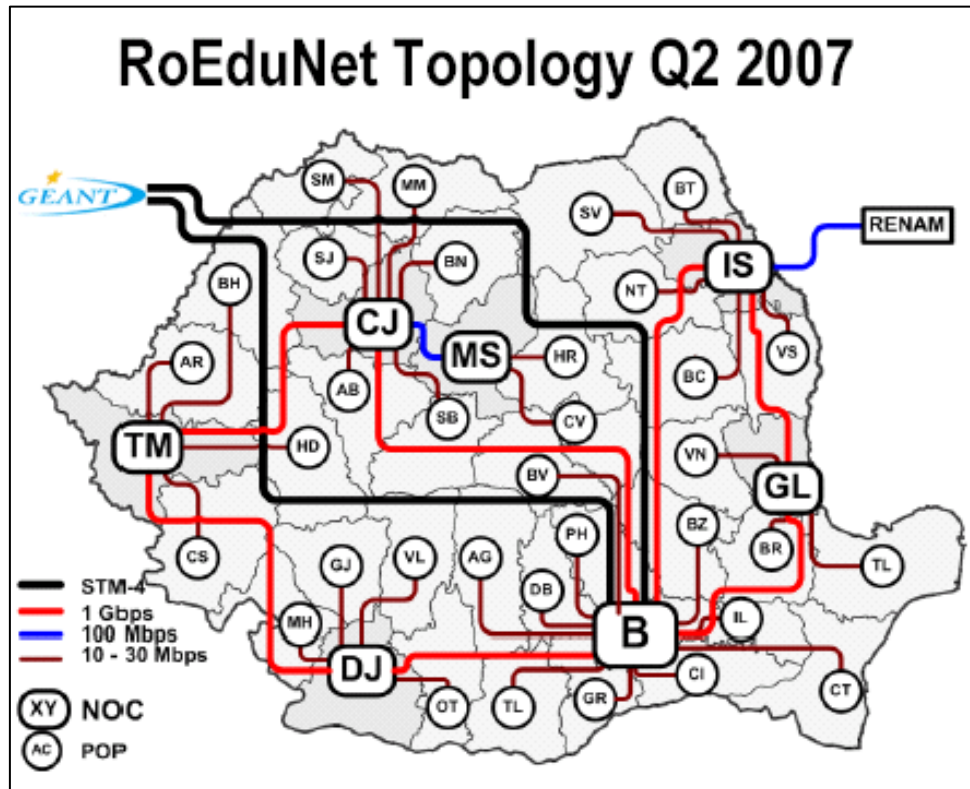 RoEduNet Topology Q2 2007
GÉANT
SM
MM
BT
SV
RENAM
SJ
BN
IS
BH
NT
CJ
MS
HR
VS
AR
AB
BC
SB
CV
TM
HD
VN
BV
GL
CS
GJ
VL
AG
PH
BZ
BR
TL
DB
STM-4
1 Gbps
100 Mbps
10 - 30 Mbps
MH
B
IL
DJ
CI
CT
OT
TL
GR
XY NOC
AC POP